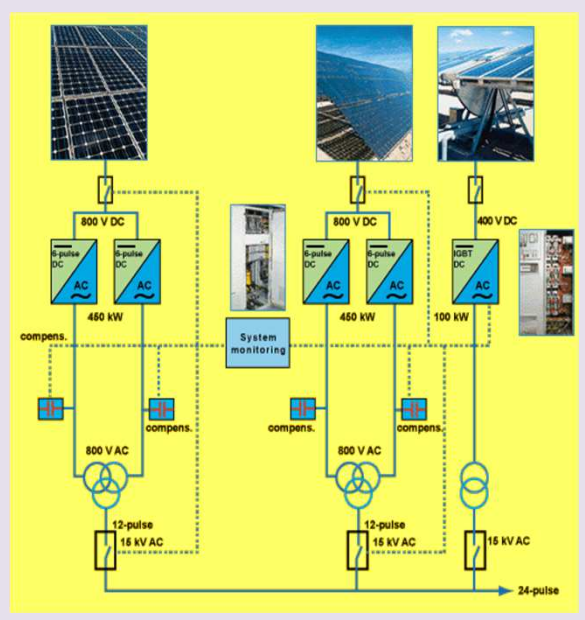 800 V DC
800 V DC
400 V DC
6-pulse
DC
AC
6-pulse
DC
AC
6-pulse
DC
AC
6-pulse
DC
AC
IGBT
DC
AC
450 kW
450 kW
100 kW
compens.
System
monitoring
compens.
compens.
compens.
800 V AC
800 V AC
12-pulse
15 kV AC
12-pulse
15 kV AC
15 kV AC
24-pulse